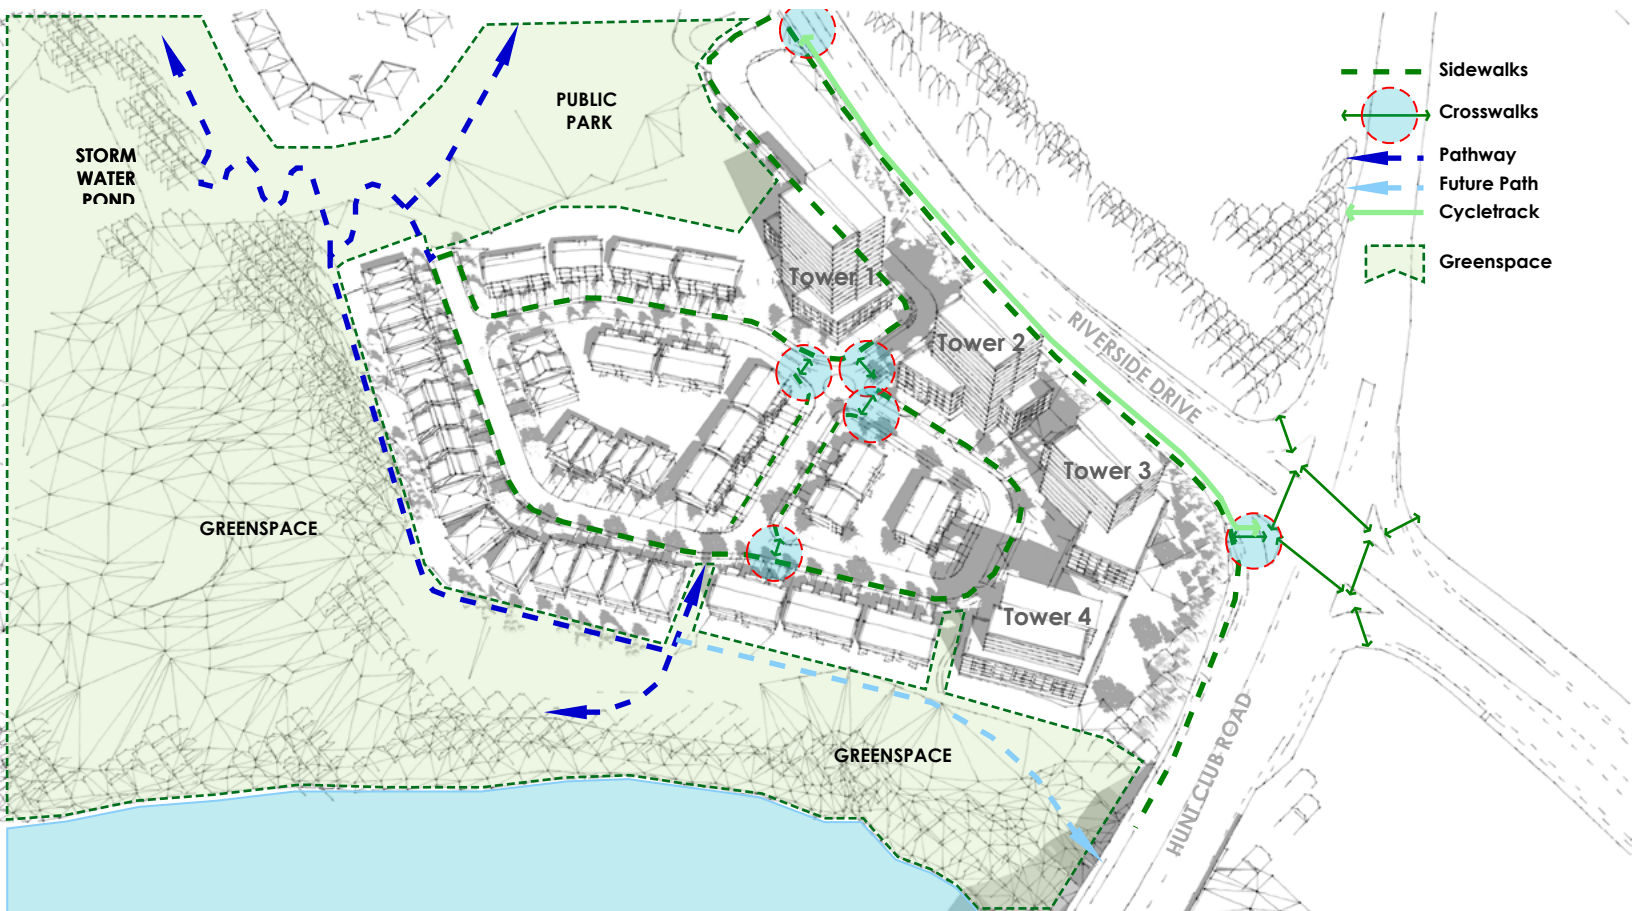 PUBLIC
PARK
STORM
WATER
POND
Sidewalks
Crosswalks
Pathway
Future Path
Cycletrack
Greenspace
Tower 1
Tower 2
RIVERSIDE DRIVE
Tower 3
GREENSPACE
Tower 4
GREENSPACE
HUNT CLUB ROAD